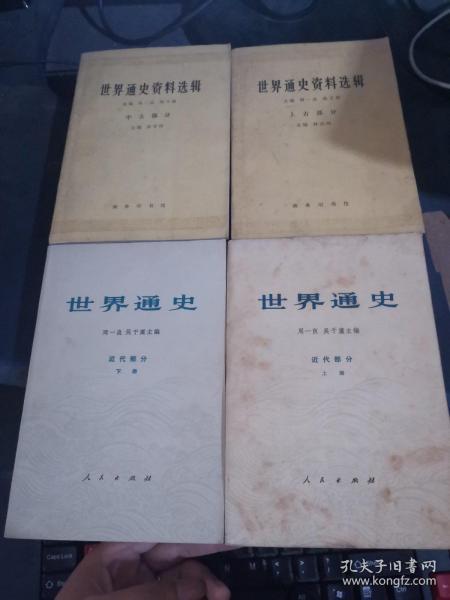 世界通史资料选辑
中古部分
商务印书馆
世界通史资料选辑
上古部分
商务印书馆
世界通史
周一良 吴于廑主编
近代部分
下册
人民出版社
世界通史
周一良 吴于廑主编
近代部分
上册
人民出版社
Caps Lock
Shift
孔夫子旧书网
www.kongfz.com